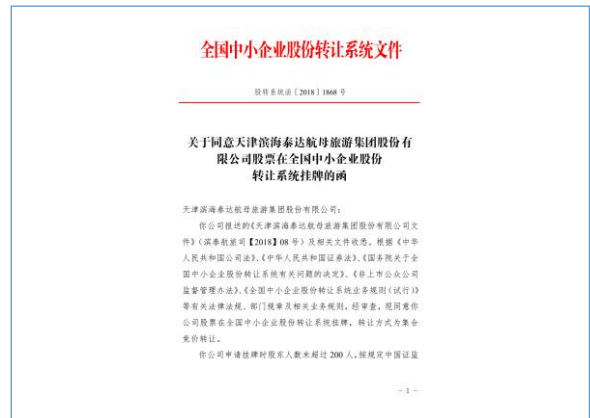 全国中小企业股份转让系统文件
股转系统函〔2018〕1868 号
关于同意天津滨海泰达航母旅游集团股份有
限公司股票在全国中小企业股份
转让系统挂牌的函
天津滨海泰达航母旅游集团股份有限公司：
你公司报送的《天津滨海泰达航母旅游集团股份有限公司文
件》（滨泰航旅司【2018】08 号）及相关文件收悉。根据《中华
人民共和国公司法》、《中华人民共和国证券法》、《国务院关于全
国中小企业股份转让系统有关问题的决定》、《非上市公众公司
监督管理办法》、《全国中小企业股份转让系统业务规则（试行）》
等有关法律法规、部门规章及相关业务规则，经审查，现同意你
公司股票在全国中小企业股份转让系统挂牌，转让方式为集合
竞价转让。
你公司申请挂牌时股东人数未超过 200 人，按规定中国证监
- 1 -